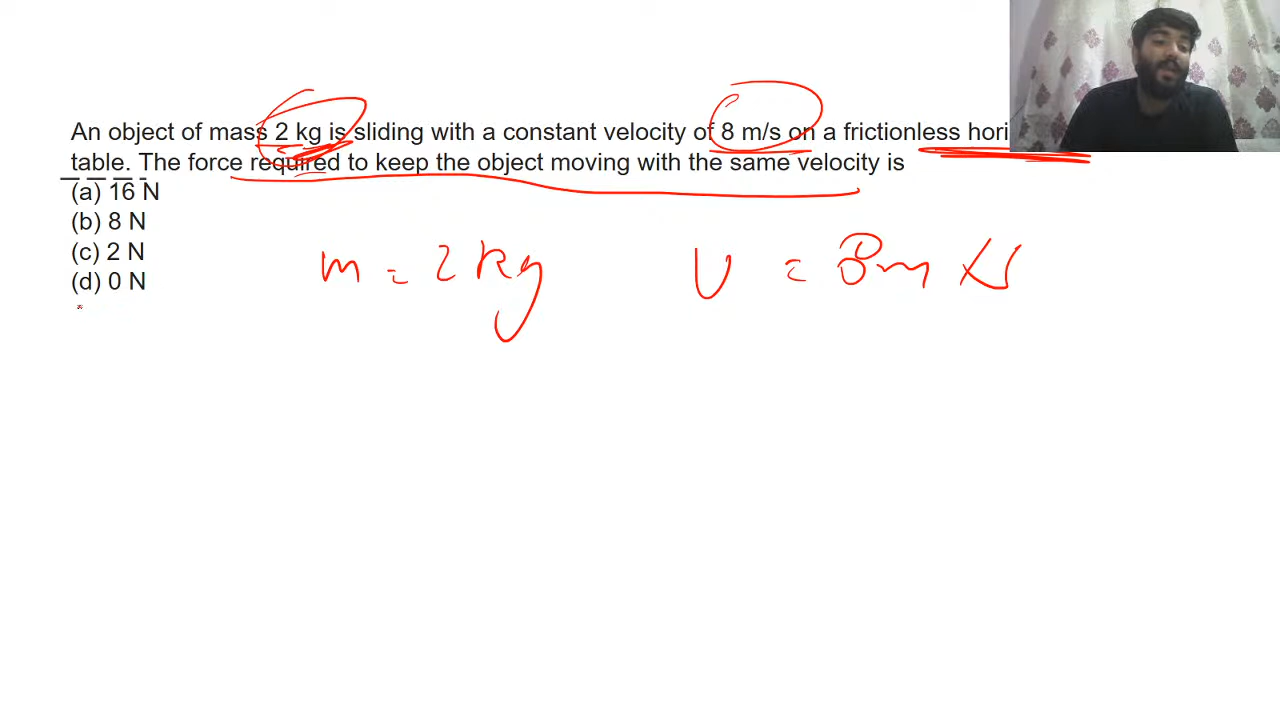 An object of mass 2 kg is sliding with a constant velocity of 8 m/s on a frictionless hori
table. The force required to keep the object moving with the same velocity is
(a) 16 N
(b) 8 N
(c) 2 N
(d) 0 N
m = 2 kg
= 8 m